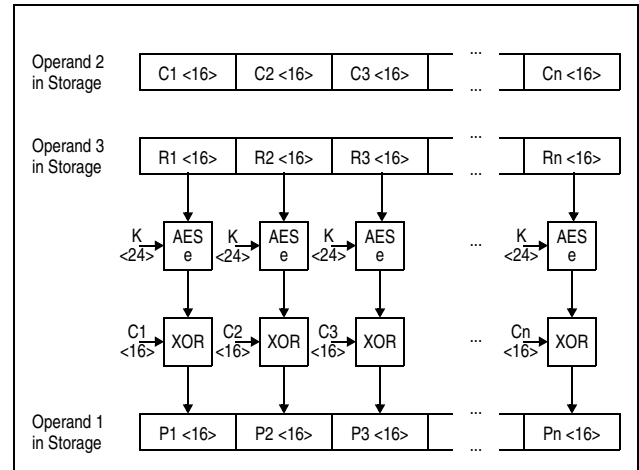 ...
Operand 2
in Storage
C1 <16> C2 <16> C3 <16> Cn <16>
...
...
Operand 3
in Storage
R1 <16> R2 <16> R3 <16> Rn <16>
...
K
<24>
AES
e
K
<24>
AES
e
K
<24>
AES
e
...
K
<24>
AES
e
C1
<16>
XOR
C2
<16>
XOR
C3
<16>
XOR
...
Cn
<16>
XOR
...
Operand 1
in Storage
P1 <16> P2 <16> P3 <16> Pn <16>
...